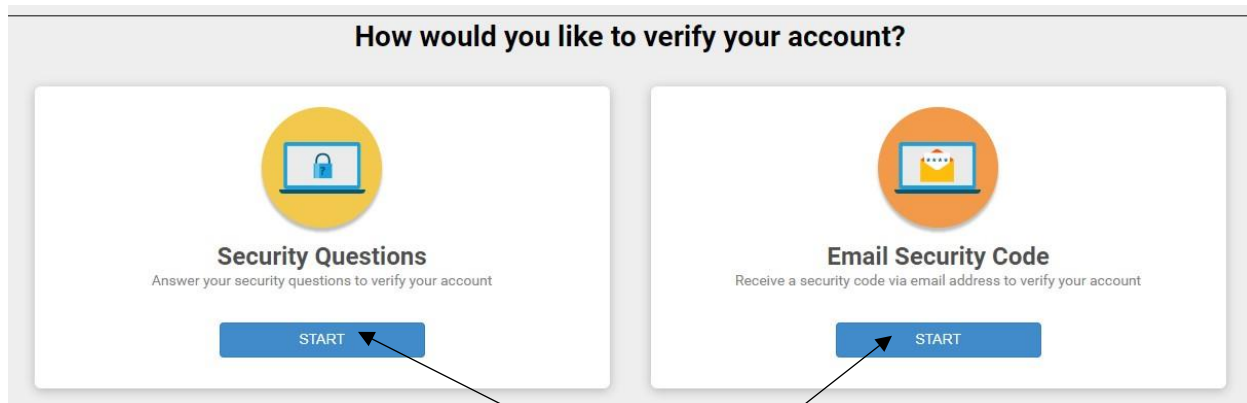 How would you like to verify your account?
Security Questions
Answer your security questions to verify your account
START
Email Security Code
Receive a security code via email address to verify your account
START